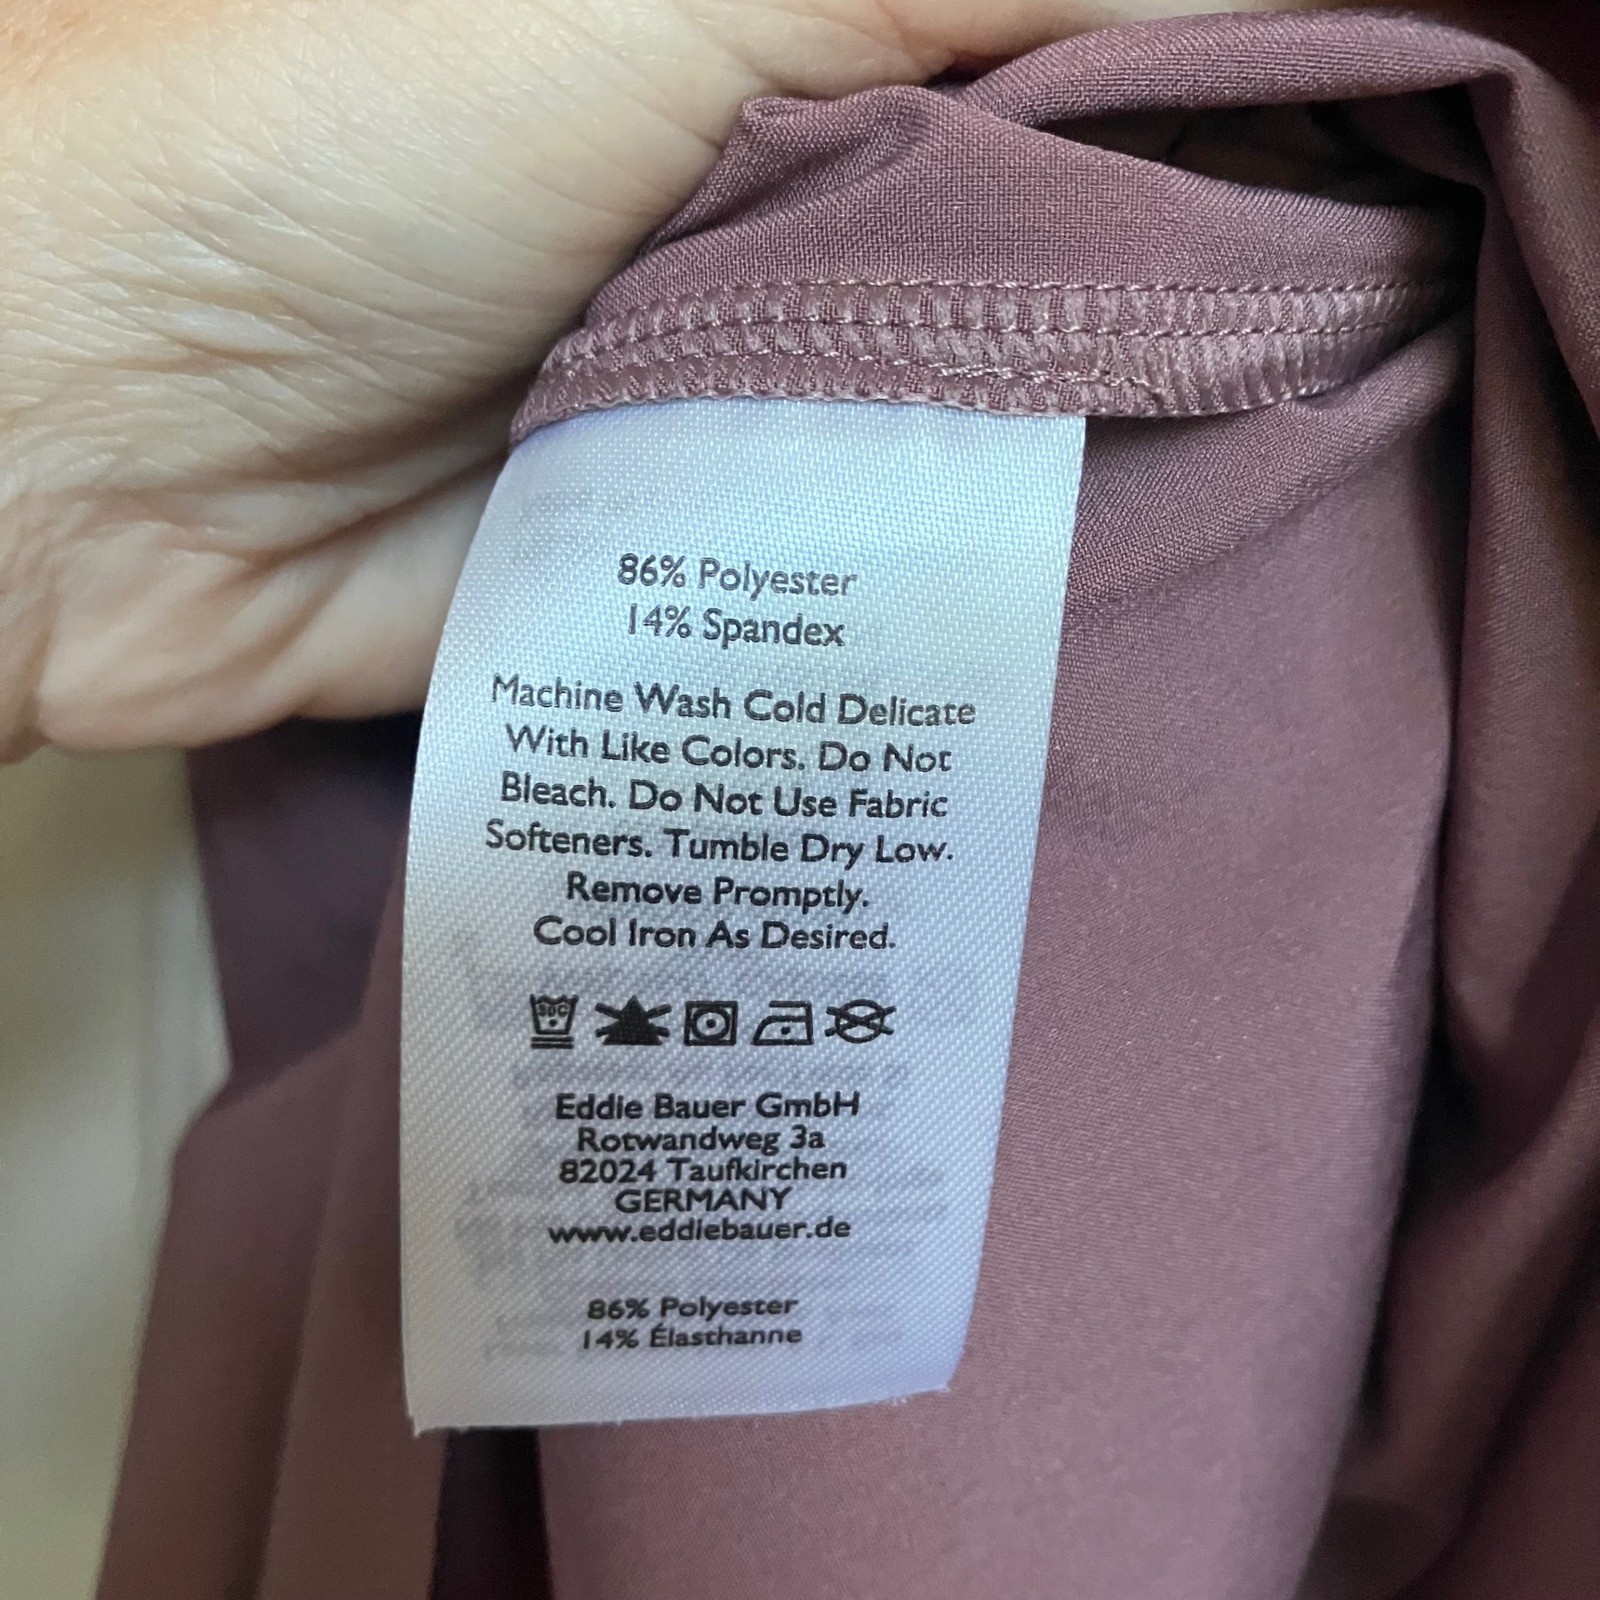 86% Polyester
14% Spandex
Machine Wash Cold Delicate
With Like Colors. Do Not
Bleach. Do Not Use Fabric
Softeners. Tumble Dry Low.
Remove Promptly.
Cool Iron As Desired.
30C
Eddie Bauer GmbH
Rotwandweg 3a
82024 Taufkirchen
GERMANY
www.eddiebauer.de
86% Polyester
14% Élasthanne